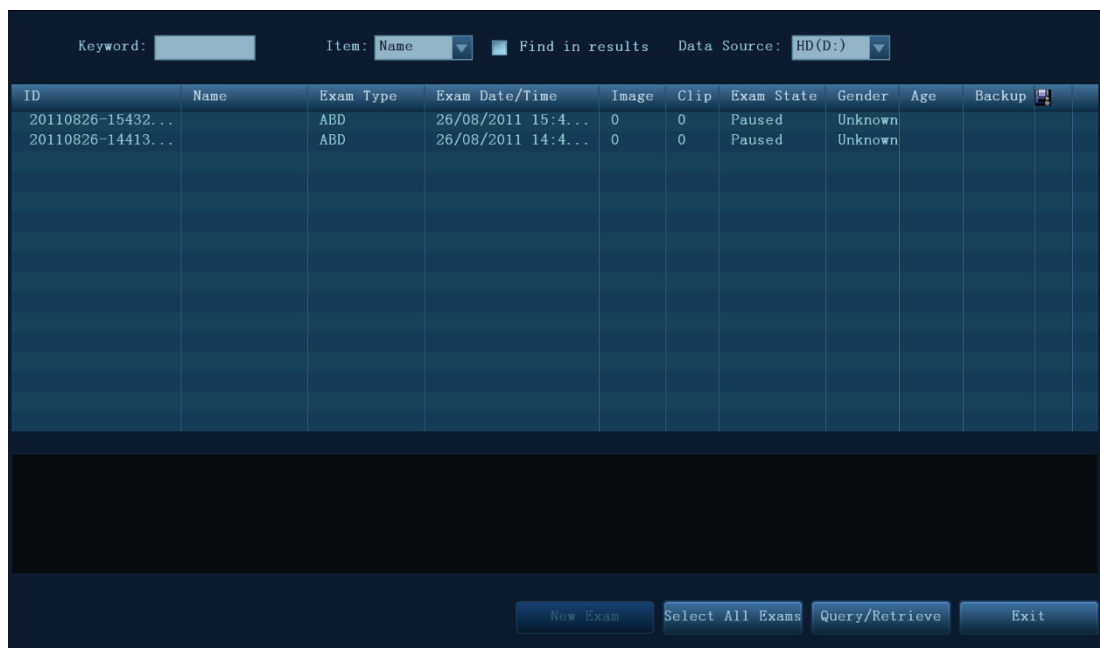 Keyword: Item: Name Find in results Data Source: HD(D:)
ID Name Exam Type Exam Date/Time Image Clip Exam State Gender Age Backup
20110826-15432... ABD 26/08/2011 15:4... 0 0 Paused Unknown
20110826-14413... ABD 26/08/2011 14:4... 0 0 Paused Unknown
New Exam Select All Exams Query/Retrieve Exit